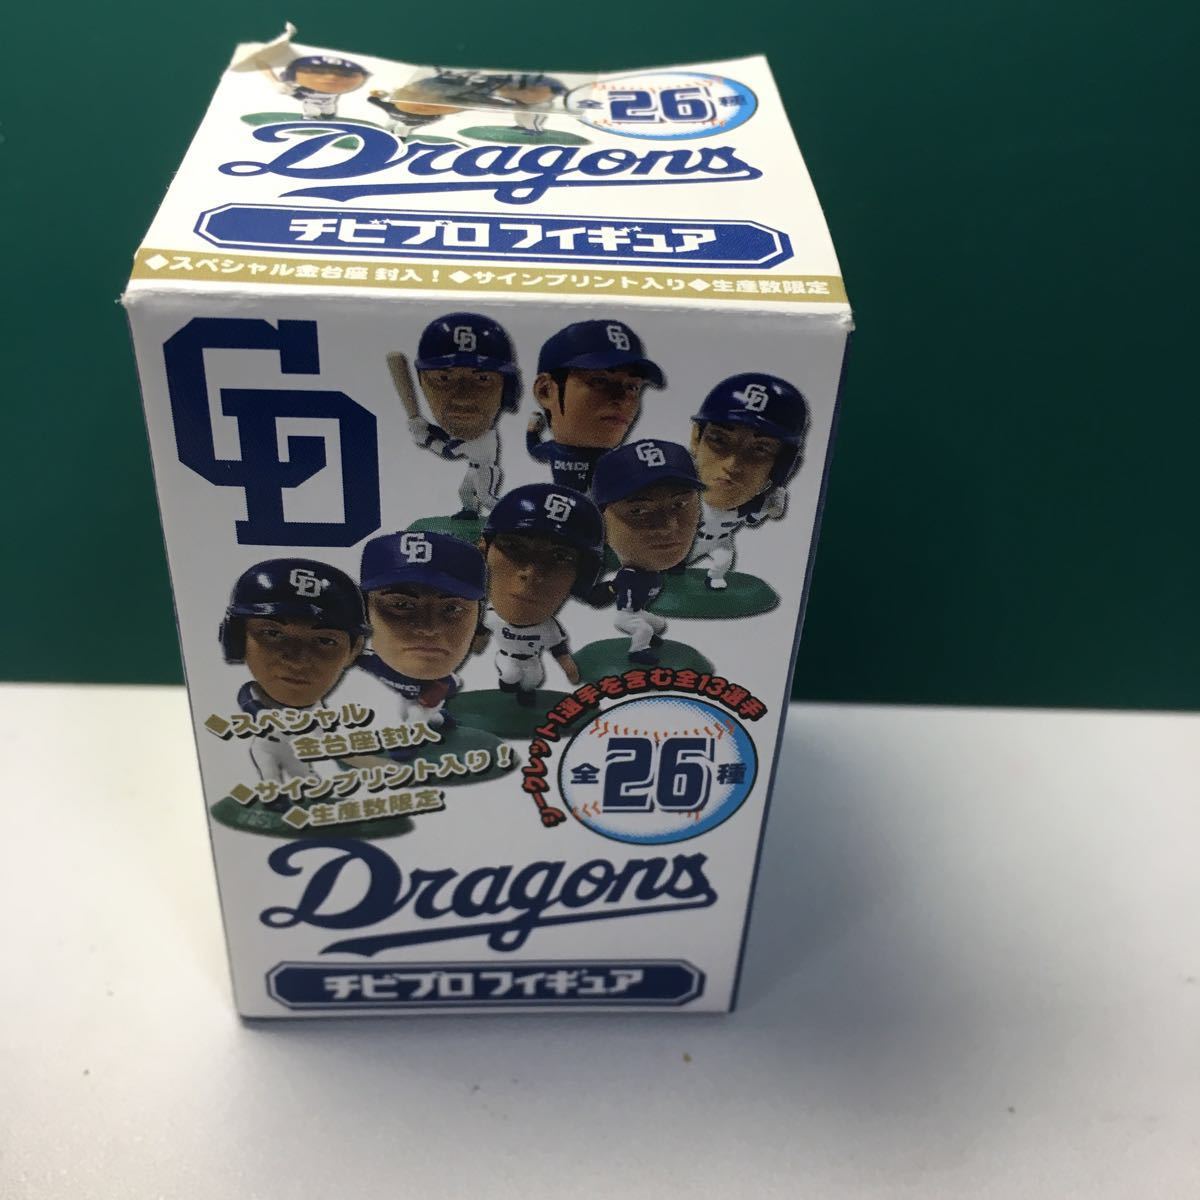 全26種
Dragons
チビプロフィギュア
◆スペシャル金台座 封入!◆サインプリント入り◆生産数限定
CD
◆スペシャル
金台座 封入
◆サインプリント入り!
◆生産数限定
シークレット1選手を含む全13選手
全26種
Dragons
チビプロフィギュア